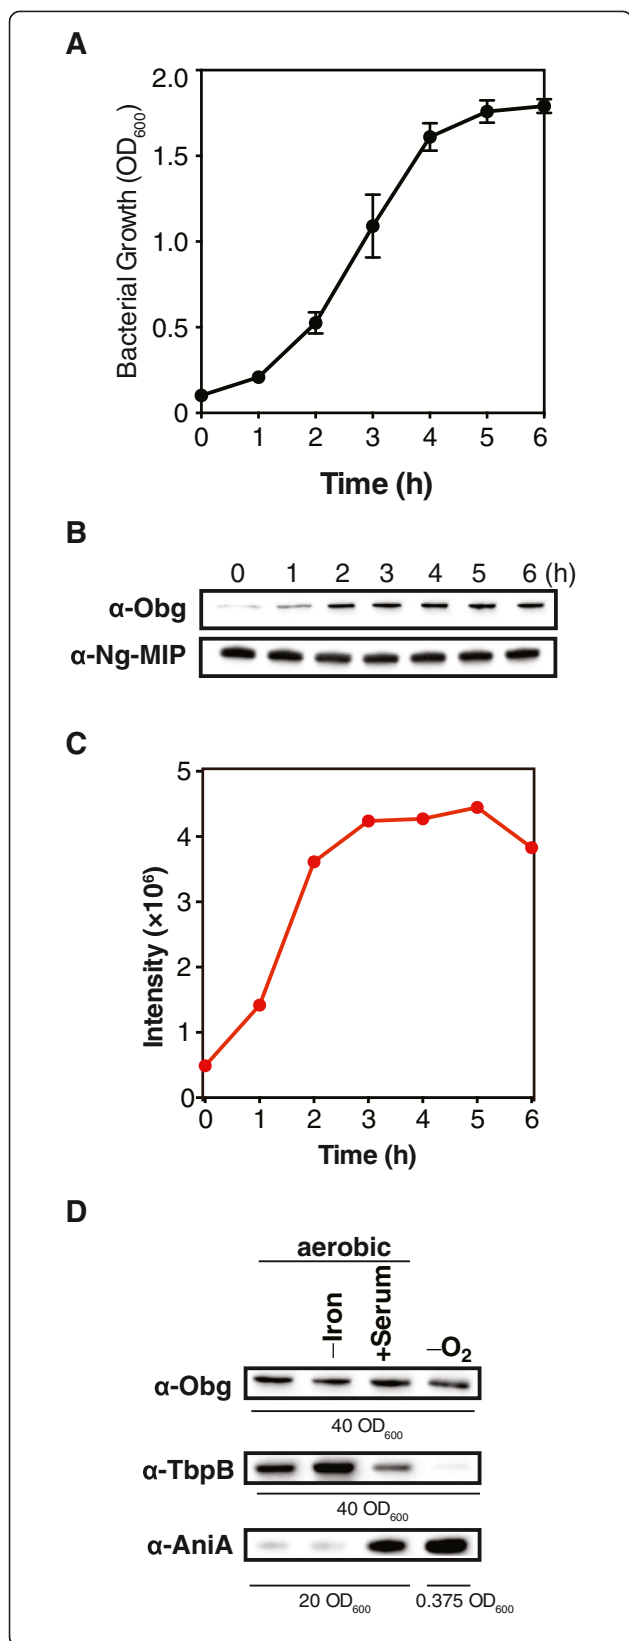 A
2.0
1.5
1.0
0.5
0
Bacterial Growth (OD600)
0 1 2 3 4 5 6
Time (h)
B
0 1 2 3 4 5 6 (h)
α-Obg
α-Ng-MIP
C
5
4
3
2
1
0
Intensity (×10⁶)
0 1 2 3 4 5 6
Time (h)
D
aerobic
–Iron
+Serum
–O2
α-Obg
40 OD600
α-TbpB
40 OD600
α-AniA
20 OD600 0.375 OD600